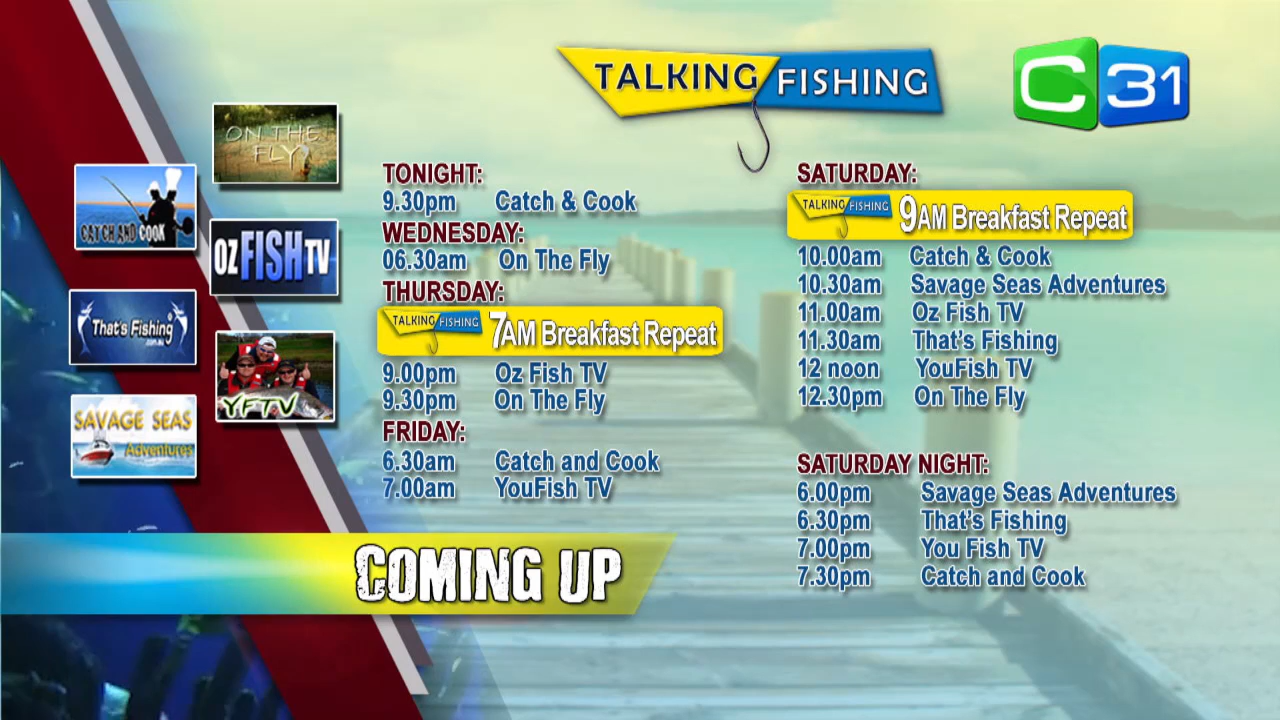 TALKING FISHING
C 31
ON THE FLY
CATCH AND COOK
OZ FISH TV
That's Fishing
.com.au
YFTV
SAVAGE SEAS
Adventures
TONIGHT:
9.30pm Catch & Cook
WEDNESDAY:
06.30am On The Fly
THURSDAY:
TALKING FISHING 7AM Breakfast Repeat
9.00pm Oz Fish TV
9.30pm On The Fly
FRIDAY:
6.30am Catch and Cook
7.00am YouFish TV
SATURDAY:
TALKING FISHING 9AM Breakfast Repeat
10.00am Catch & Cook
10.30am Savage Seas Adventures
11.00am Oz Fish TV
11.30am That's Fishing
12 noon YouFish TV
12.30pm On The Fly
SATURDAY NIGHT:
6.00pm Savage Seas Adventures
6.30pm That's Fishing
7.00pm You Fish TV
7.30pm Catch and Cook
COMING UP